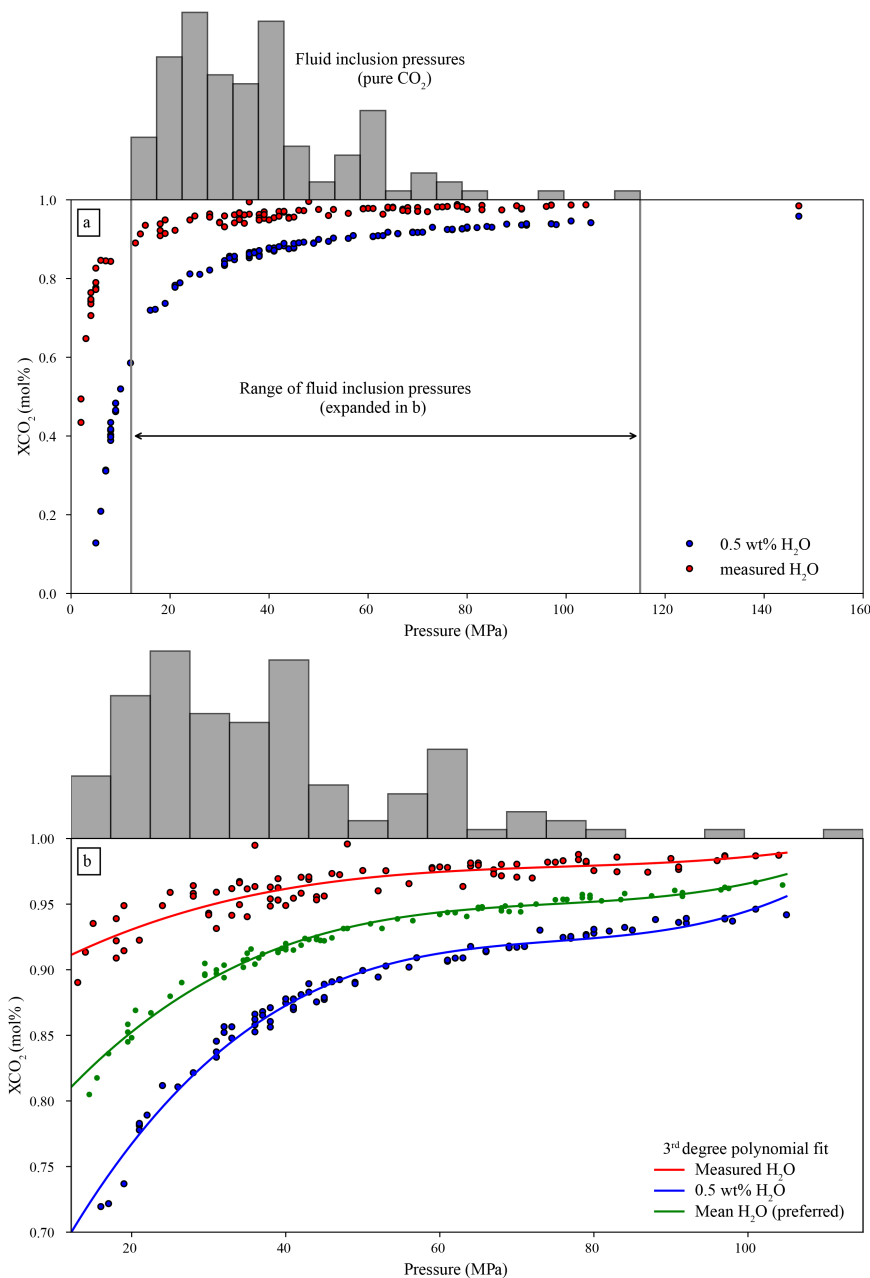 Fluid inclusion pressures
(pure CO₂)
a
1.0
0.8
0.6
0.4
0.2
0.0
XCO₂ (mol% )
Range of fluid inclusion pressures
(expanded in b)
0.5 wt% H₂O
measured H₂O
0 20 40 60 80 100 120 140 160
Pressure (MPa)
b
1.00
0.95
0.90
0.85
0.80
0.75
0.70
XCO₂ (mol% )
3rd degree polynomial fit
Measured H₂O
0.5 wt% H₂O
Mean H₂O (preferred)
20 40 60 80 100
Pressure (MPa)